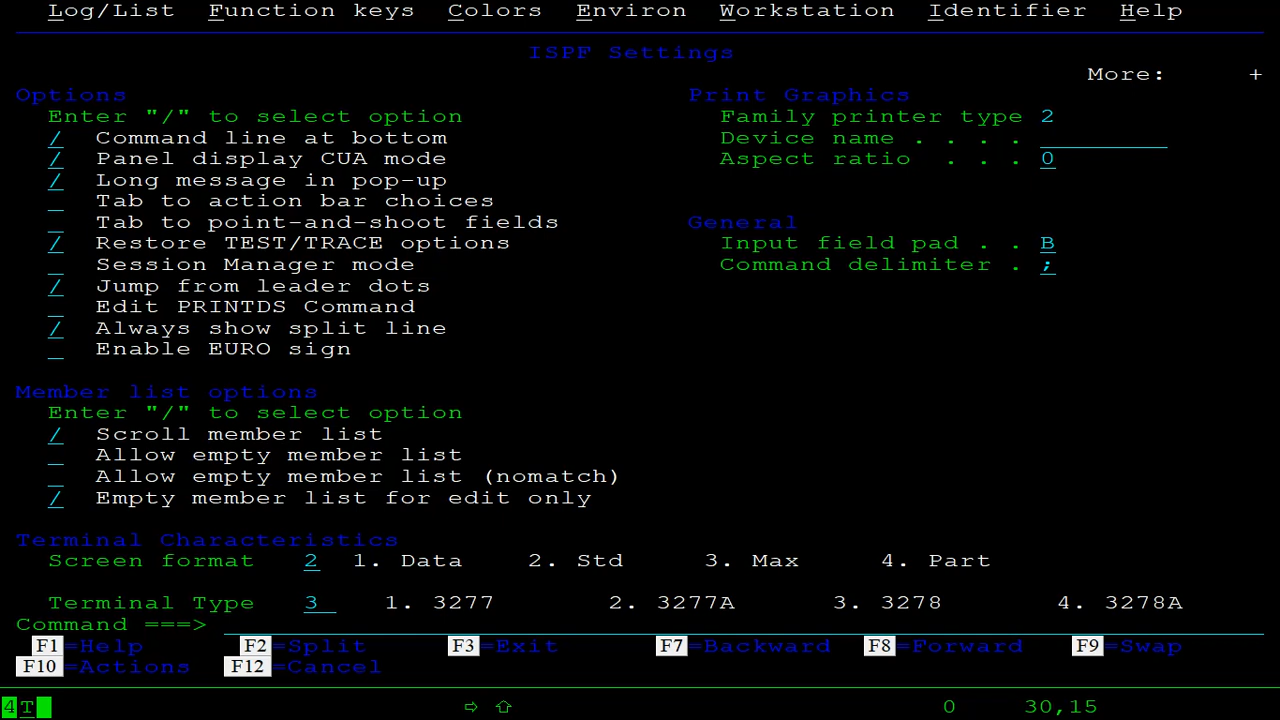 Log/List  Function keys  Colors  Environ  Workstation  Identifier  Help
ISPF Settings
More:     +
Options                                   Print Graphics
Enter "/" to select option                Family printer type 2
/  Command line at bottom                 Device name . . . .
/  Panel display CUA mode                 Aspect ratio  . . . 0
/  Long message in pop-up
_  Tab to action bar choices
_  Tab to point-and-shoot fields          General
/  Restore TEST/TRACE options             Input field pad . . B
_  Session Manager mode                   Command delimiter . ;
/  Jump from leader dots
_  Edit PRINTDS Command
/  Always show split line
_  Enable EURO sign
Member list options
Enter "/" to select option
/  Scroll member list
_  Allow empty member list
_  Allow empty member list (nomatch)
/  Empty member list for edit only
Terminal Characteristics
Screen format   2  1. Data    2. Std     3. Max     4. Part
Terminal Type   3    1. 3277       2. 3277A      3. 3278       4. 3278A
Command ===>
F1=Help      F2=Split     F3=Exit      F7=Backward  F8=Forward   F9=Swap
F10=Actions  F12=Cancel
4T   ⇨ ⇧   0   30,15